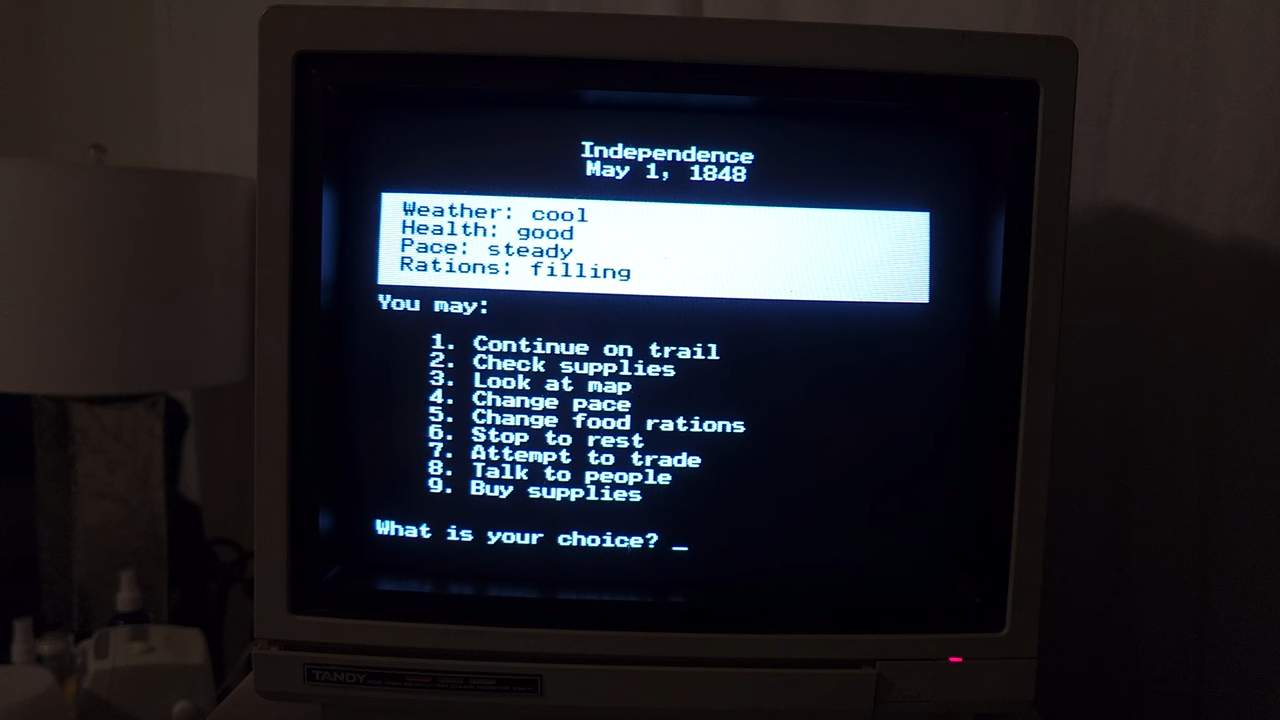 Independence
May 1, 1848
Weather: cool
Health: good
Pace: steady
Rations: filling
You may:
1. Continue on trail
2. Check supplies
3. Look at map
4. Change pace
5. Change food rations
6. Stop to rest
7. Attempt to trade
8. Talk to people
9. Buy supplies
What is your choice? _
TANDY